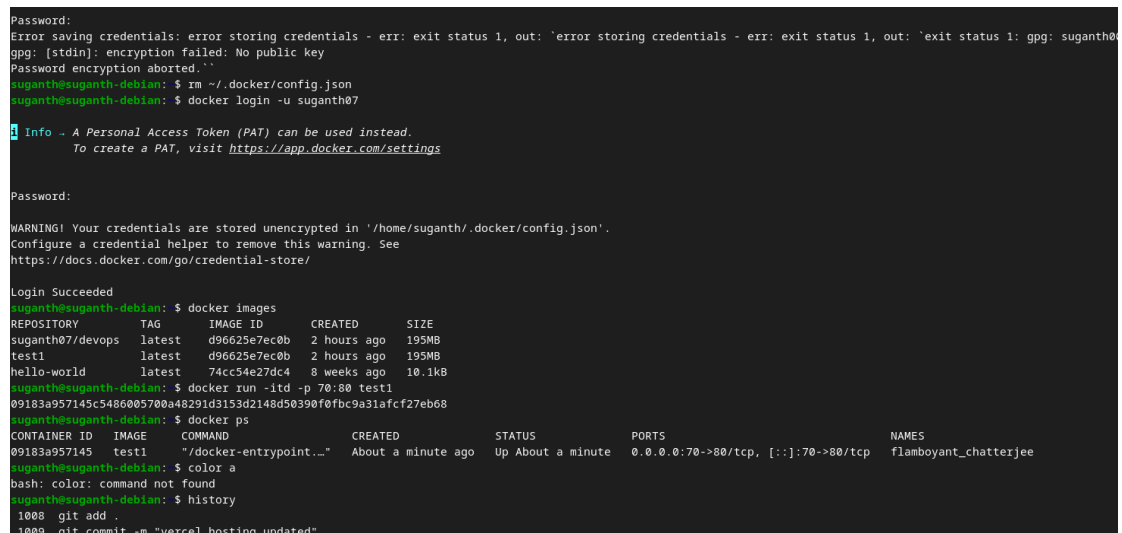 Password:
Error saving credentials: error storing credentials - err: exit status 1, out: `error storing credentials - err: exit status 1, out: `exit status 1: gpg: suganth0
gpg: [stdin]: encryption failed: No public key
Password encryption aborted.``
suganth@suganth-debian:~$ rm ~/.docker/config.json
suganth@suganth-debian:~$ docker login -u suganth07
i Info → A Personal Access Token (PAT) can be used instead.
To create a PAT, visit https://app.docker.com/settings
Password:
WARNING! Your credentials are stored unencrypted in '/home/suganth/.docker/config.json'.
Configure a credential helper to remove this warning. See
https://docs.docker.com/go/credential-store/
Login Succeeded
suganth@suganth-debian:~$ docker images
REPOSITORY TAG IMAGE ID CREATED SIZE
suganth07/devops latest d96625e7ec0b 2 hours ago 195MB
test1 latest d96625e7ec0b 2 hours ago 195MB
hello-world latest 74cc54e27dc4 8 weeks ago 10.1kB
suganth@suganth-debian:~$ docker run -itd -p 70:80 test1
09183a957145c5486005700a48291d3153d2148d50390f0fbc9a31afcf27eb68
suganth@suganth-debian:~$ docker ps
CONTAINER ID IMAGE COMMAND CREATED STATUS PORTS NAMES
09183a957145 test1 "/docker-entrypoint.…" About a minute ago Up About a minute 0.0.0.0:70->80/tcp, [::]:70->80/tcp flamboyant_chatterjee
suganth@suganth-debian:~$ color a
bash: color: command not found
suganth@suganth-debian:~$ history
1008 git add .
1009 git commit -m "vercel hosting updated"